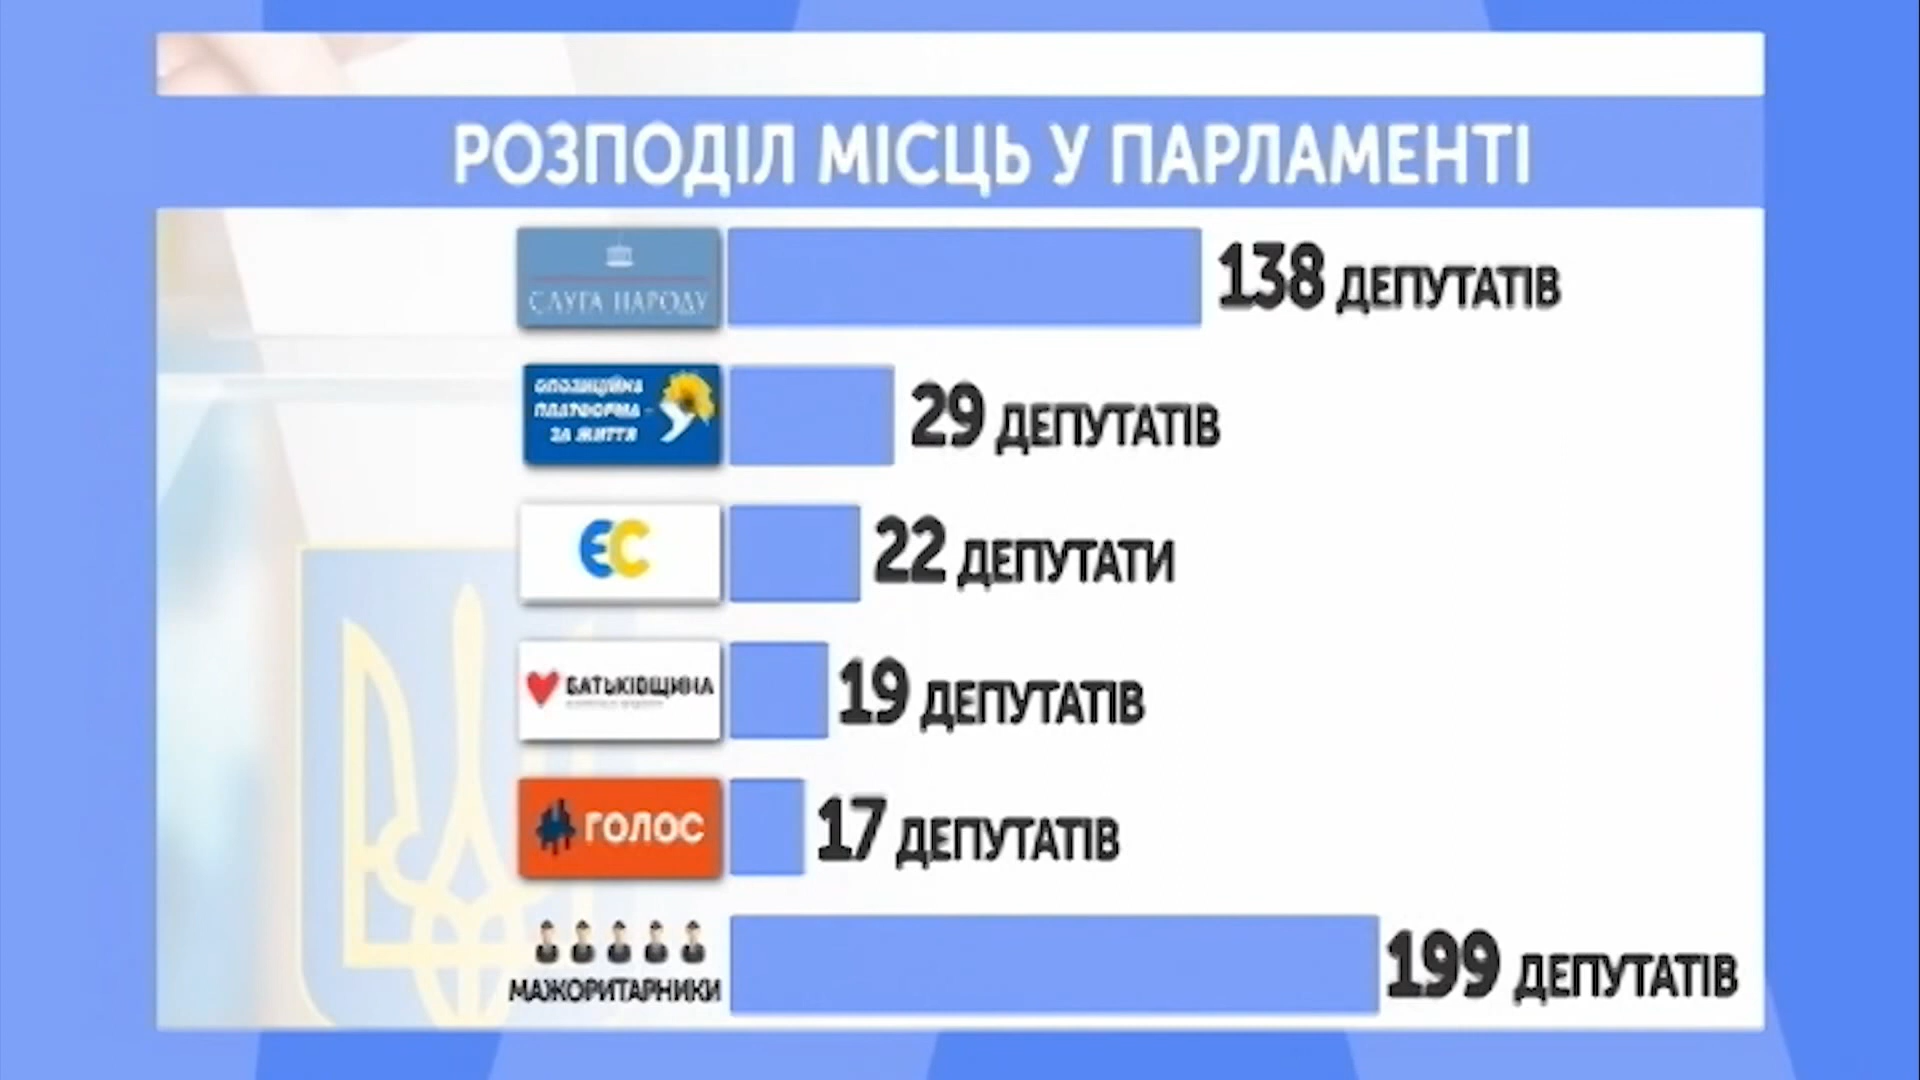 РОЗПОДІЛ МІСЦЬ У ПАРЛАМЕНТІ
СЛУГА НАРОДУ
138 ДЕПУТАТІВ
ОПОЗИЦІЙНА
ПЛАТФОРМА -
ЗА ЖИТТЯ
29 ДЕПУТАТІВ
ЄС
22 ДЕПУТАТИ
БАТЬКІВЩИНА
19 ДЕПУТАТІВ
ГОЛОС
17 ДЕПУТАТІВ
МАЖОРИТАРНИКИ
199 ДЕПУТАТІВ